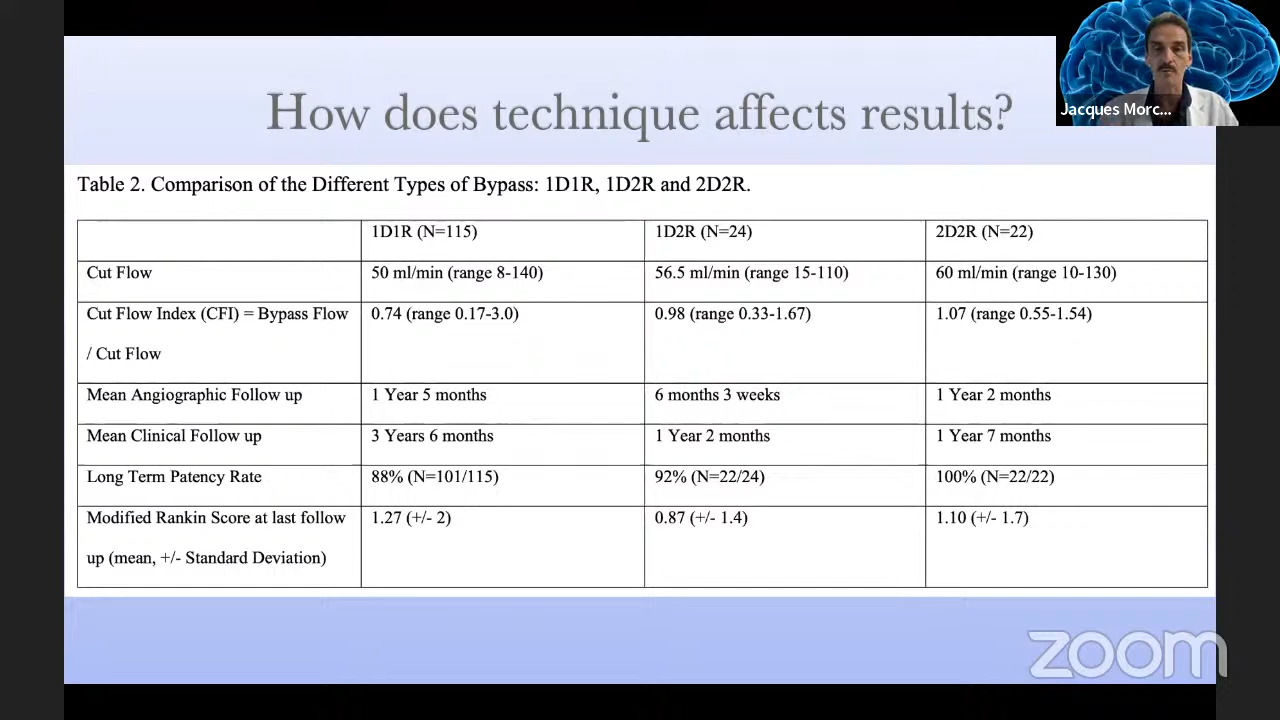 How does technique affects results?
Jacques Morc...
Table 2. Comparison of the Different Types of Bypass: 1D1R, 1D2R and 2D2R.
1D1R (N=115) 1D2R (N=24) 2D2R (N=22)
Cut Flow 50 ml/min (range 8-140) 56.5 ml/min (range 15-110) 60 ml/min (range 10-130)
Cut Flow Index (CFI) = Bypass Flow 0.74 (range 0.17-3.0) 0.98 (range 0.33-1.67) 1.07 (range 0.55-1.54)
/ Cut Flow
Mean Angiographic Follow up 1 Year 5 months 6 months 3 weeks 1 Year 2 months
Mean Clinical Follow up 3 Years 6 months 1 Year 2 months 1 Year 7 months
Long Term Patency Rate 88% (N=101/115) 92% (N=22/24) 100% (N=22/22)
Modified Rankin Score at last follow 1.27 (+/- 2) 0.87 (+/- 1.4) 1.10 (+/- 1.7)
up (mean, +/- Standard Deviation)
zoom